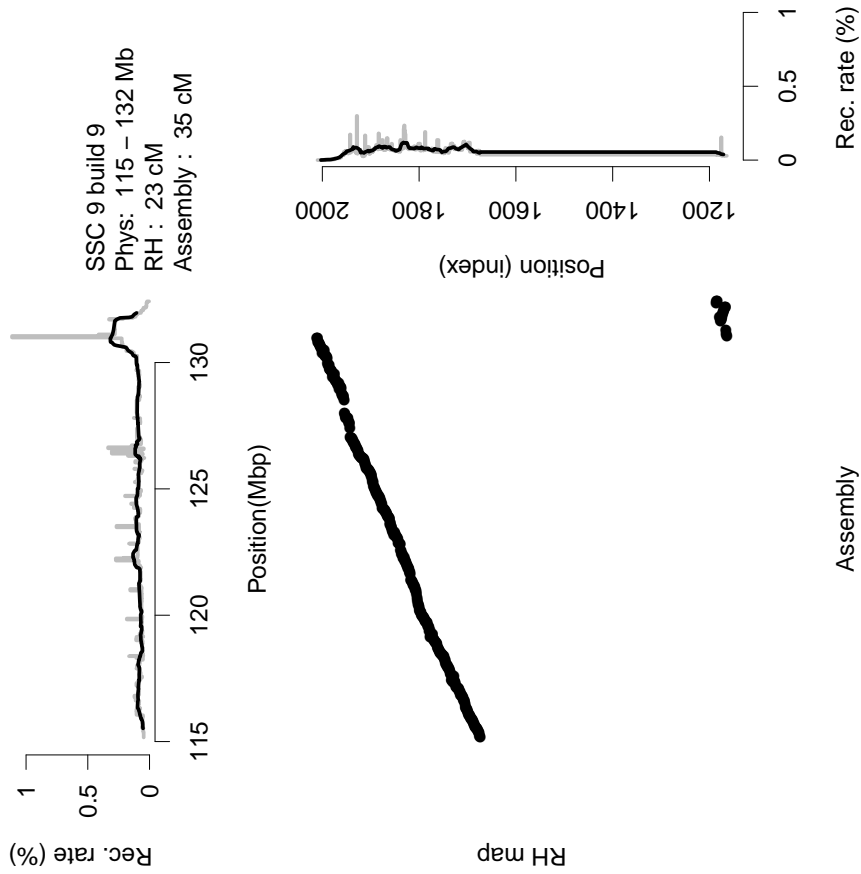 SSC 9 build 9
Phys: 115 – 132 Mb
RH : 23 cM
Assembly : 35 cM
Rec. rate (%)
0 0.5 1
115 120 125 130
Position(Mbp)
RH map
Assembly
Position (index)
1200 1400 1600 1800 2000
Rec. rate (%)
0 0.5 1